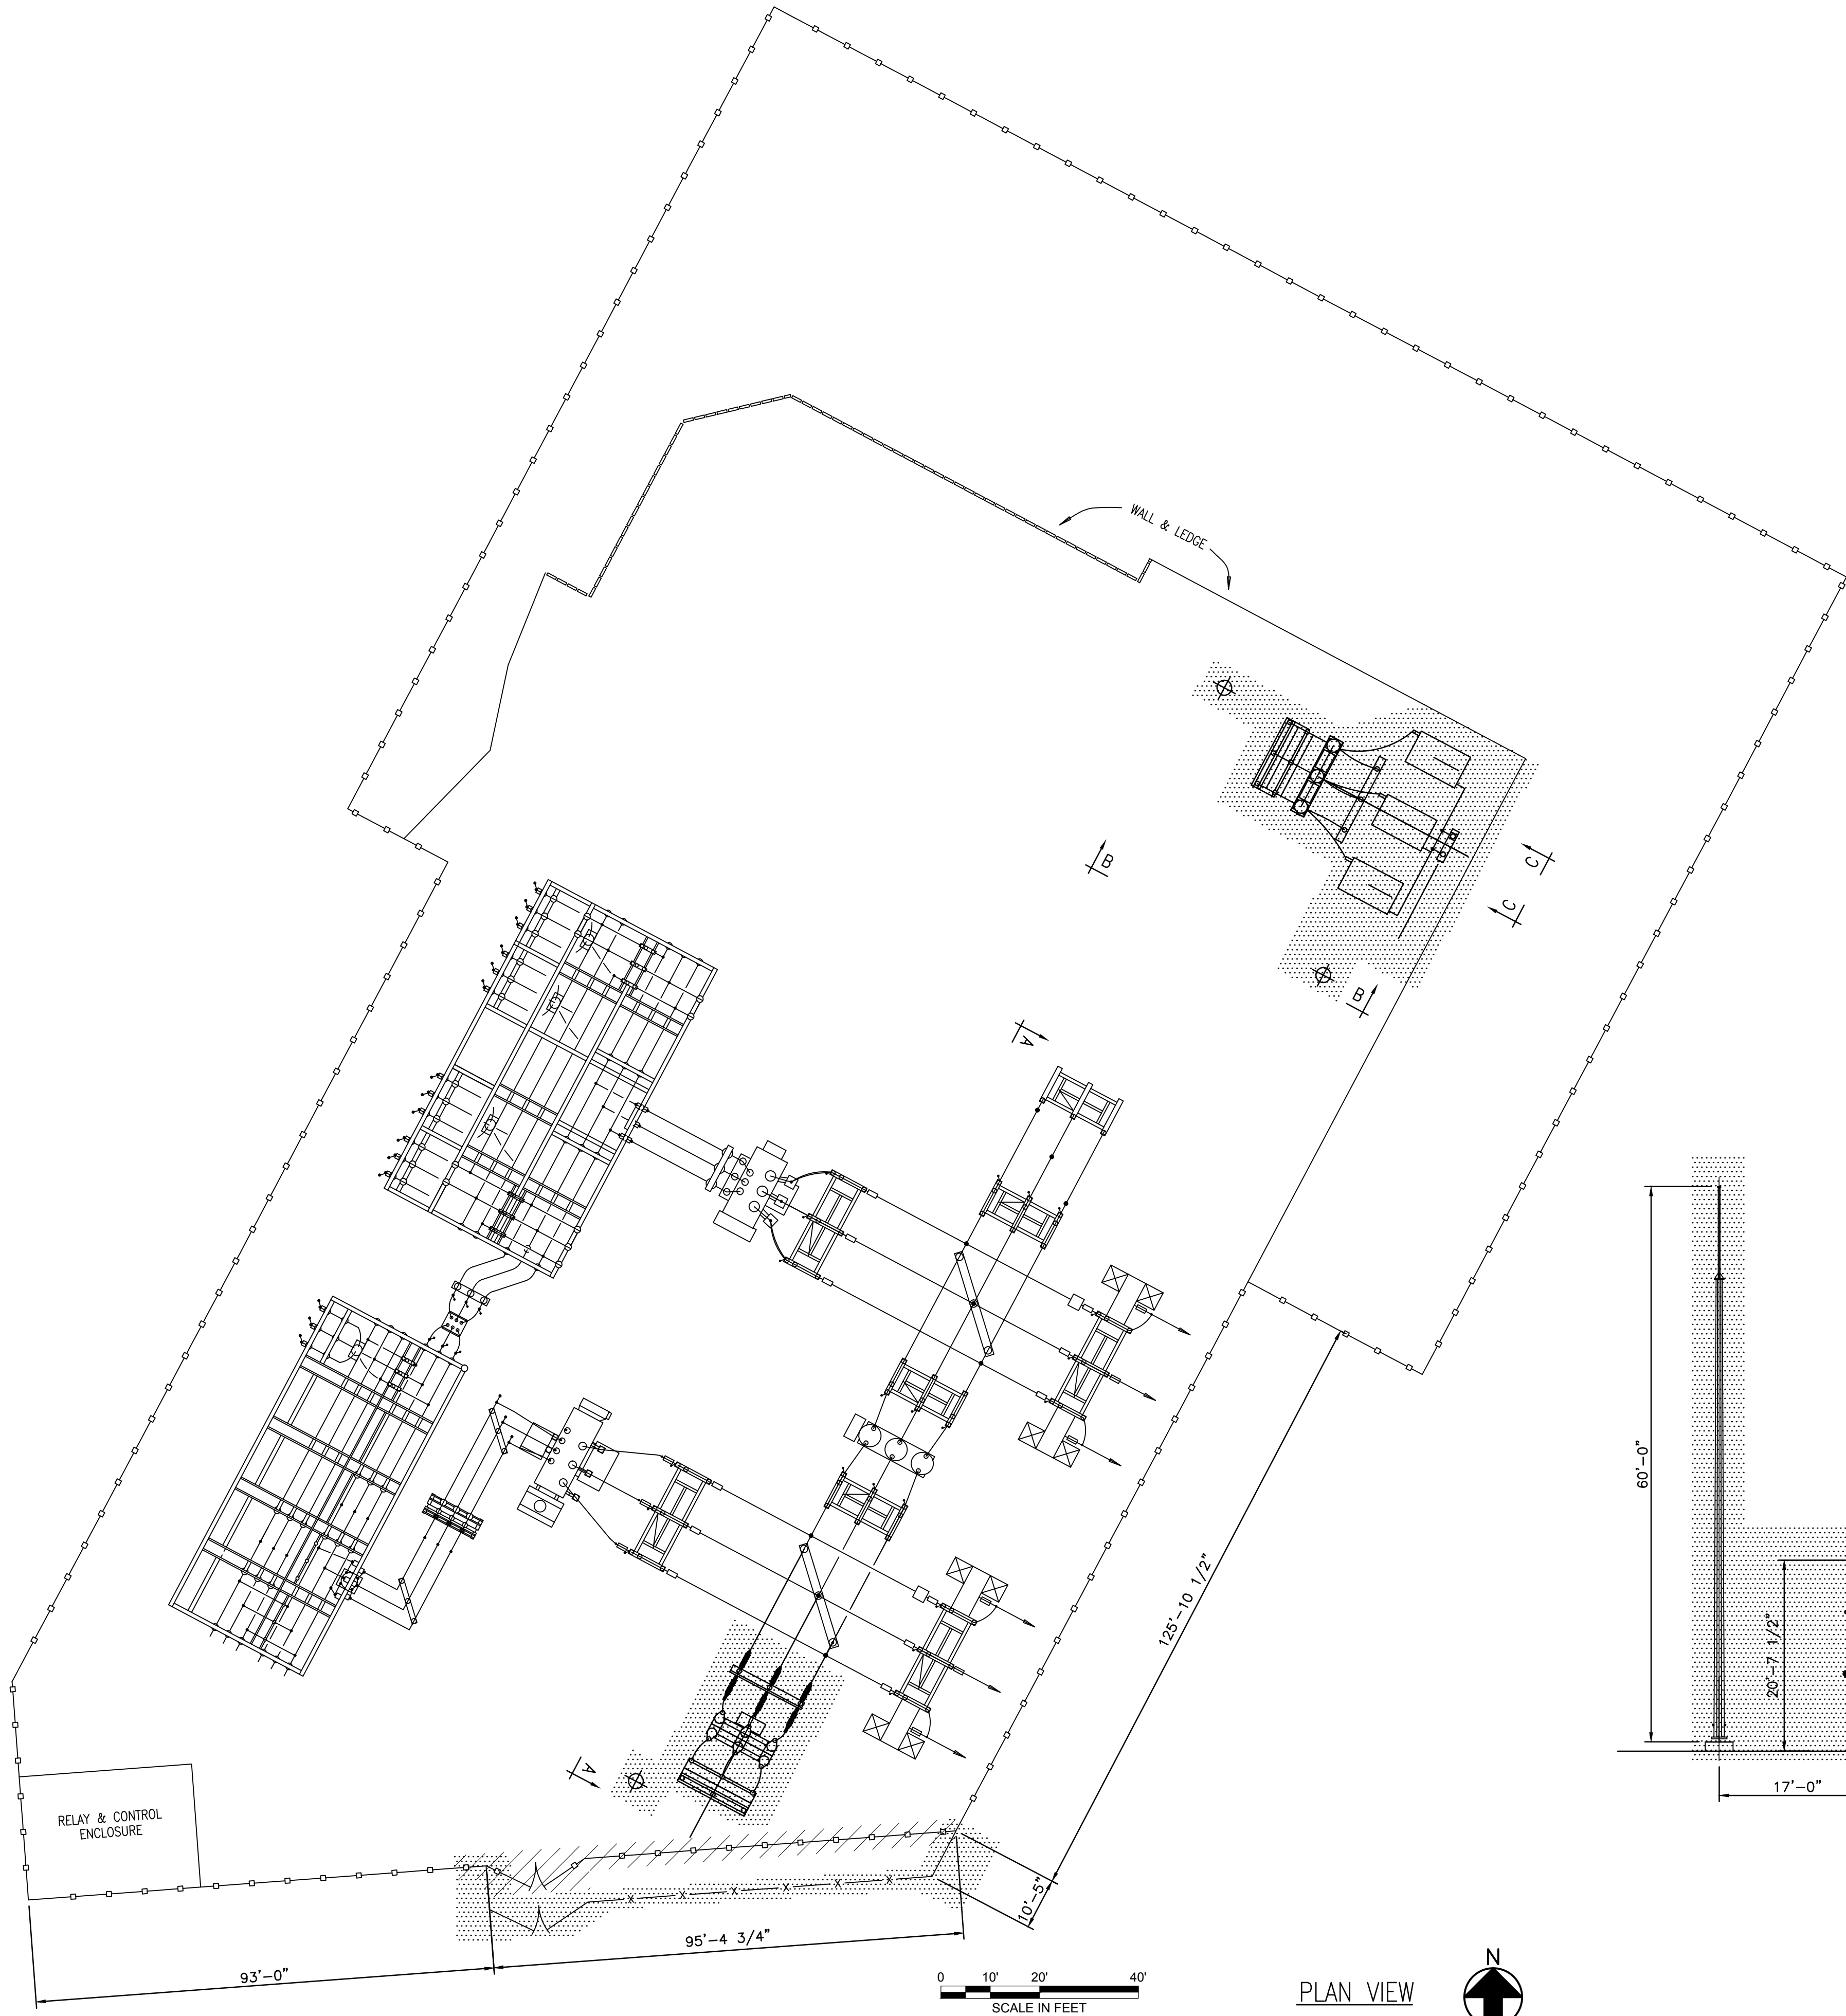 WALL & LEDGE
C
B
C
B
A
60'-0"
125'-10 1/2"
20'-7 1/2"
A
17'-0"
RELAY & CONTROL
ENCLOSURE
10'-5"
95'-4 3/4"
93'-0"
N
0 10' 20' 40'
SCALE IN FEET
PLAN VIEW